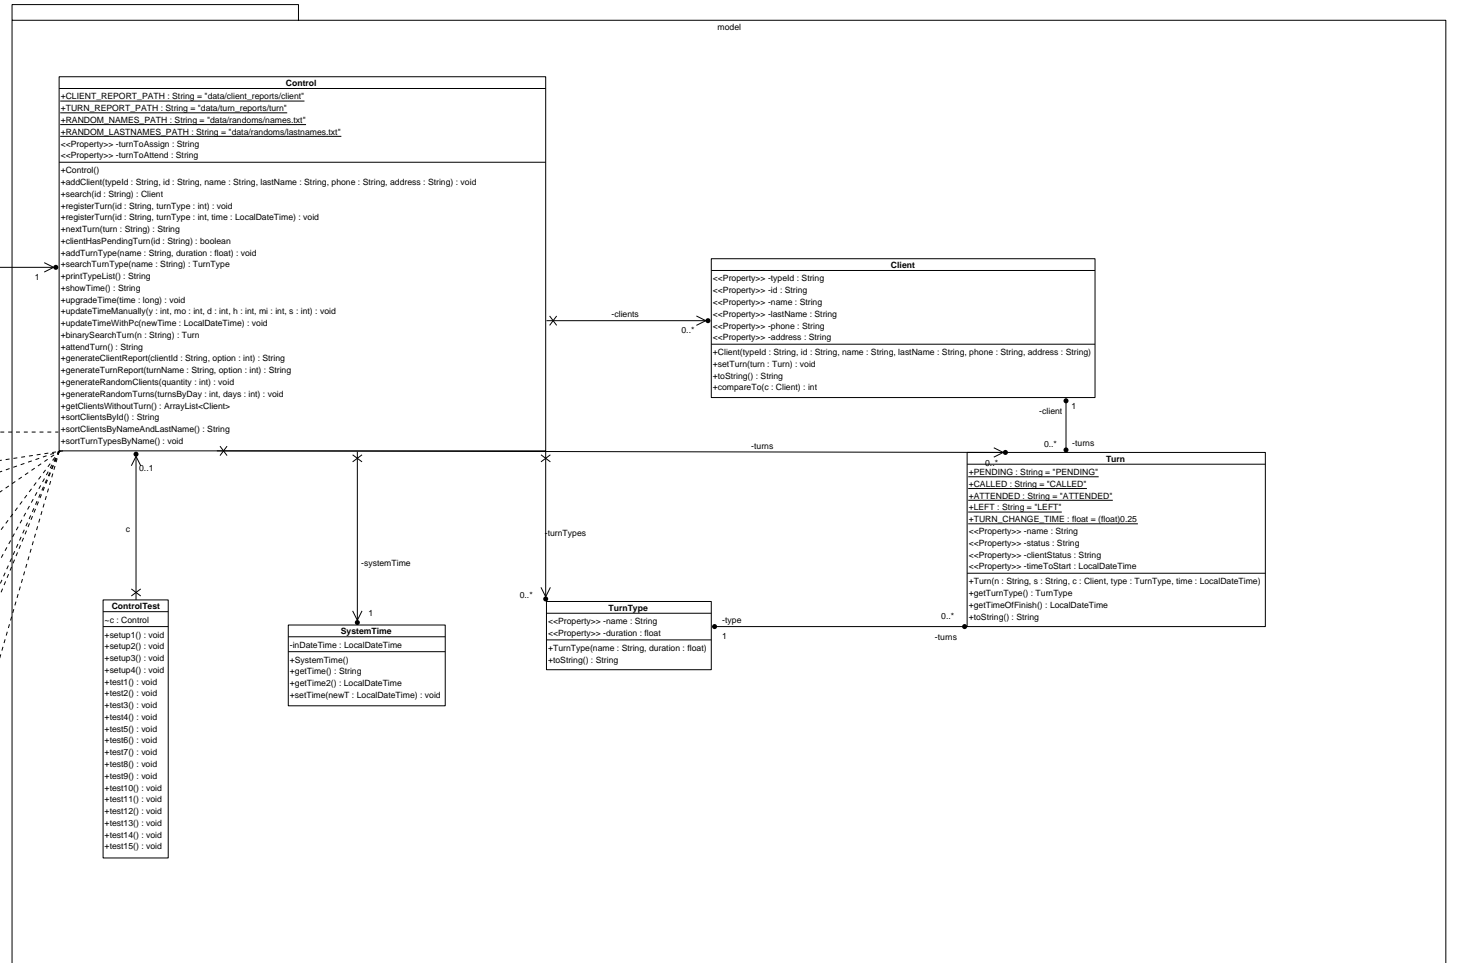 model
Control
+CLIENT_REPORT_PATH : String = "data/client_reports/client"
+TURN_REPORT_PATH : String = "data/turn_reports/turn"
+RANDOM_NAMES_PATH : String = "data/randoms/names.txt"
+RANDOM_LASTNAMES_PATH : String = "data/randoms/lastnames.txt"
<<Property>> -turnToAssign : String
<<Property>> -turnToAttend : String
+Control()
+addClient(typeId : String, id : String, name : String, lastName : String, phone : String, address : String) : void
+search(id : String) : Client
+registerTurn(id : String, turnType : int) : void
+registerTurn(id : String, turnType : int, time : LocalDateTime) : void
+nextTurn(turn : String) : String
+clientHasPendingTurn(id : String) : boolean
+addTurnType(name : String, duration : float) : void
+searchTurnType(name : String) : TurnType
+printTypeList() : String
+showTime() : String
+upgradeTime(time : long) : void
+updateTimeManually(y : int, mo : int, d : int, h : int, mi : int, s : int) : void
+updateTimeWithPc(newTime : LocalDateTime) : void
+binarySearchTurn(n : String) : Turn
+attendTurn() : String
+generateClientReport(clientId : String, option : int) : String
+generateTurnReport(turnName : String, option : int) : String
+generateRandomClients(quantity : int) : void
+generateRandomTurns(turnsByDay : int, days : int) : void
+getClientsWithoutTurn() : ArrayList<Client>
+sortClientsById() : String
+sortClientsByNameAndLastName() : String
+sortTurnTypesByName() : void
1
-clients
0..*
Client
<<Property>> -typeId : String
<<Property>> -id : String
<<Property>> -name : String
<<Property>> -lastName : String
<<Property>> -phone : String
<<Property>> -address : String
+Client(typeId : String, id : String, name : String, lastName : String, phone : String, address : String)
+setTurn(turn : Turn) : void
+toString() : String
+compareTo(c : Client) : int
-client
1
0..*
-turns
-turns
0..*
Turn
+PENDING : String = "PENDING"
+CALLED : String = "CALLED"
+ATTENDED : String = "ATTENDED"
+LEFT : String = "LEFT"
+TURN_CHANGE_TIME : float = (float)0.25
<<Property>> -name : String
<<Property>> -status : String
<<Property>> -clientStatus : String
<<Property>> -timeToStart : LocalDateTime
+Turn(n : String, s : String, c : Client, type : TurnType, time : LocalDateTime)
+getTurnType() : TurnType
+getTimeOfFinish() : LocalDateTime
+toString() : String
0..1
c
-systemTime
1
-turnTypes
0..*
ControlTest
~c : Control
+setup1() : void
+setup2() : void
+setup3() : void
+setup4() : void
+test1() : void
+test2() : void
+test3() : void
+test4() : void
+test5() : void
+test6() : void
+test7() : void
+test8() : void
+test9() : void
+test10() : void
+test11() : void
+test12() : void
+test13() : void
+test14() : void
+test15() : void
SystemTime
-inDateTime : LocalDateTime
+SystemTime()
+getTime() : String
+getTime2() : LocalDateTime
+setTime(newT : LocalDateTime) : void
TurnType
<<Property>> -name : String
<<Property>> -duration : float
+TurnType(name : String, duration : float)
+toString() : String
-type
1
0..*
-turns